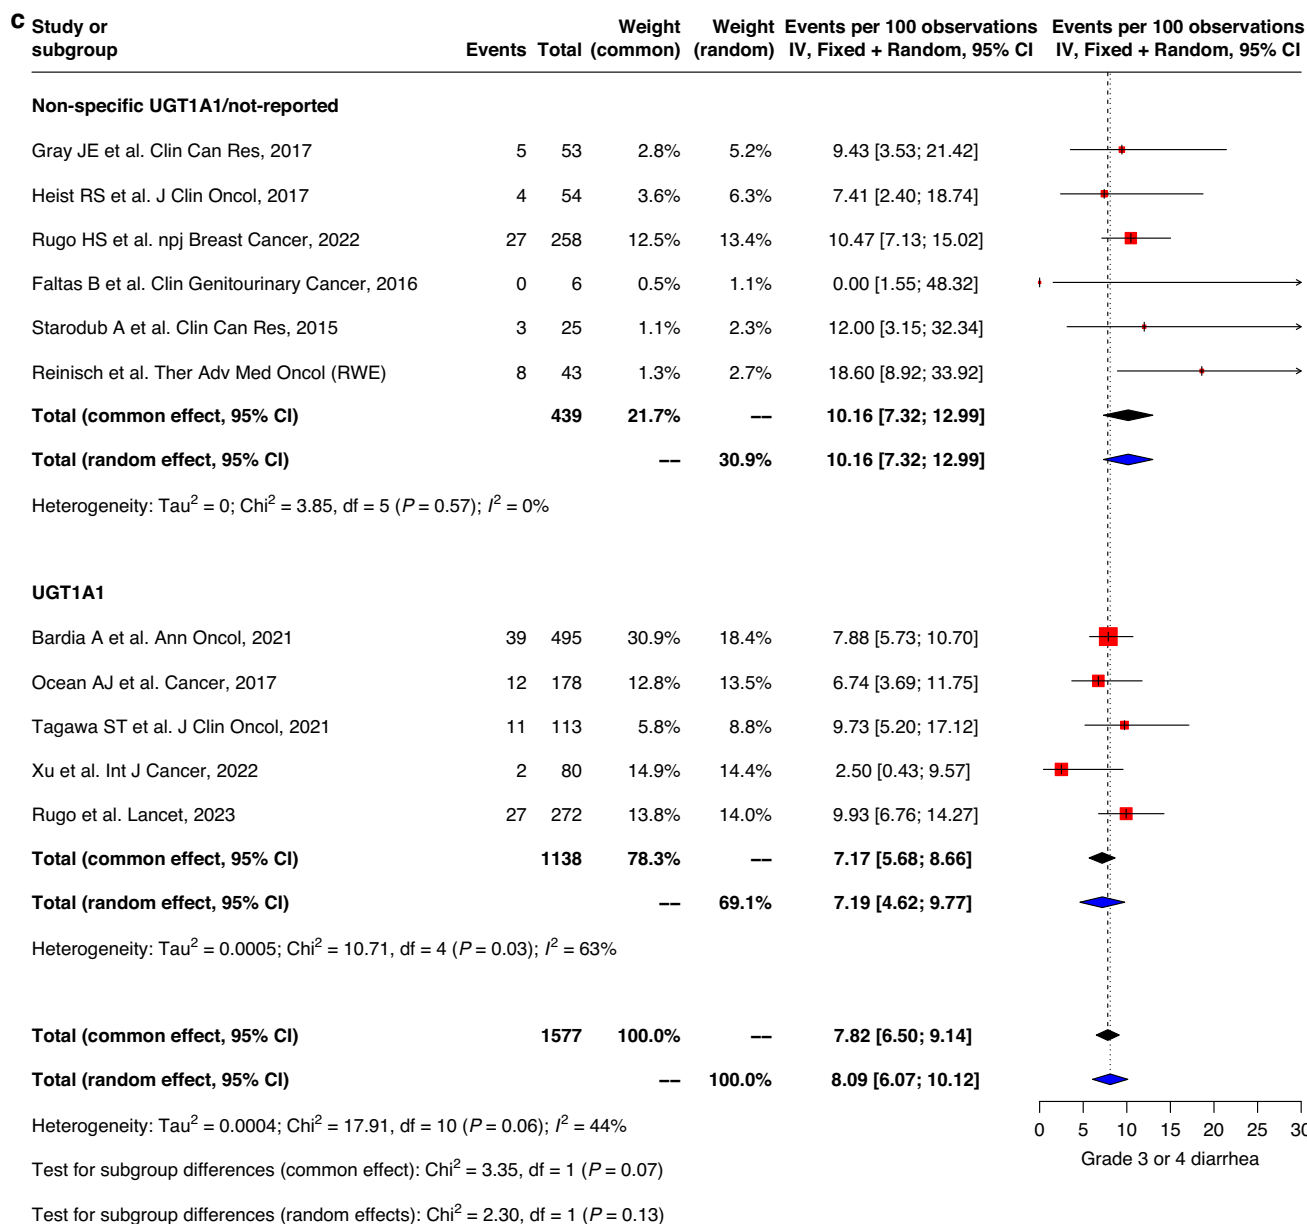 c Study or subgroup Events Total Weight (common) Weight (random) Events per 100 observations IV, Fixed + Random, 95% CI Events per 100 observations IV, Fixed + Random, 95% CI
Non-specific UGT1A1/not-reported
Gray JE et al. Clin Can Res, 2017 5 53 2.8% 5.2% 9.43 [3.53; 21.42]
Heist RS et al. J Clin Oncol, 2017 4 54 3.6% 6.3% 7.41 [2.40; 18.74]
Rugo HS et al. npj Breast Cancer, 2022 27 258 12.5% 13.4% 10.47 [7.13; 15.02]
Faltas B et al. Clin Genitourinary Cancer, 2016 0 6 0.5% 1.1% 0.00 [1.55; 48.32]
Starodub A et al. Clin Can Res, 2015 3 25 1.1% 2.3% 12.00 [3.15; 32.34]
Reinisch et al. Ther Adv Med Oncol (RWE) 8 43 1.3% 2.7% 18.60 [8.92; 33.92]
Total (common effect, 95% CI) 439 21.7% −− 10.16 [7.32; 12.99]
Total (random effect, 95% CI) −− 30.9% 10.16 [7.32; 12.99]
Heterogeneity: Tau² = 0; Chi² = 3.85, df = 5 (P = 0.57); I² = 0%
UGT1A1
Bardia A et al. Ann Oncol, 2021 39 495 30.9% 18.4% 7.88 [5.73; 10.70]
Ocean AJ et al. Cancer, 2017 12 178 12.8% 13.5% 6.74 [3.69; 11.75]
Tagawa ST et al. J Clin Oncol, 2021 11 113 5.8% 8.8% 9.73 [5.20; 17.12]
Xu et al. Int J Cancer, 2022 2 80 14.9% 14.4% 2.50 [0.43; 9.57]
Rugo et al. Lancet, 2023 27 272 13.8% 14.0% 9.93 [6.76; 14.27]
Total (common effect, 95% CI) 1138 78.3% −− 7.17 [5.68; 8.66]
Total (random effect, 95% CI) −− 69.1% 7.19 [4.62; 9.77]
Heterogeneity: Tau² = 0.0005; Chi² = 10.71, df = 4 (P = 0.03); I² = 63%
Total (common effect, 95% CI) 1577 100.0% −− 7.82 [6.50; 9.14]
Total (random effect, 95% CI) −− 100.0% 8.09 [6.07; 10.12]
Heterogeneity: Tau² = 0.0004; Chi² = 17.91, df = 10 (P = 0.06); I² = 44%
0 5 10 15 20 25 30
Test for subgroup differences (common effect): Chi² = 3.35, df = 1 (P = 0.07)
Grade 3 or 4 diarrhea
Test for subgroup differences (random effects): Chi² = 2.30, df = 1 (P = 0.13)